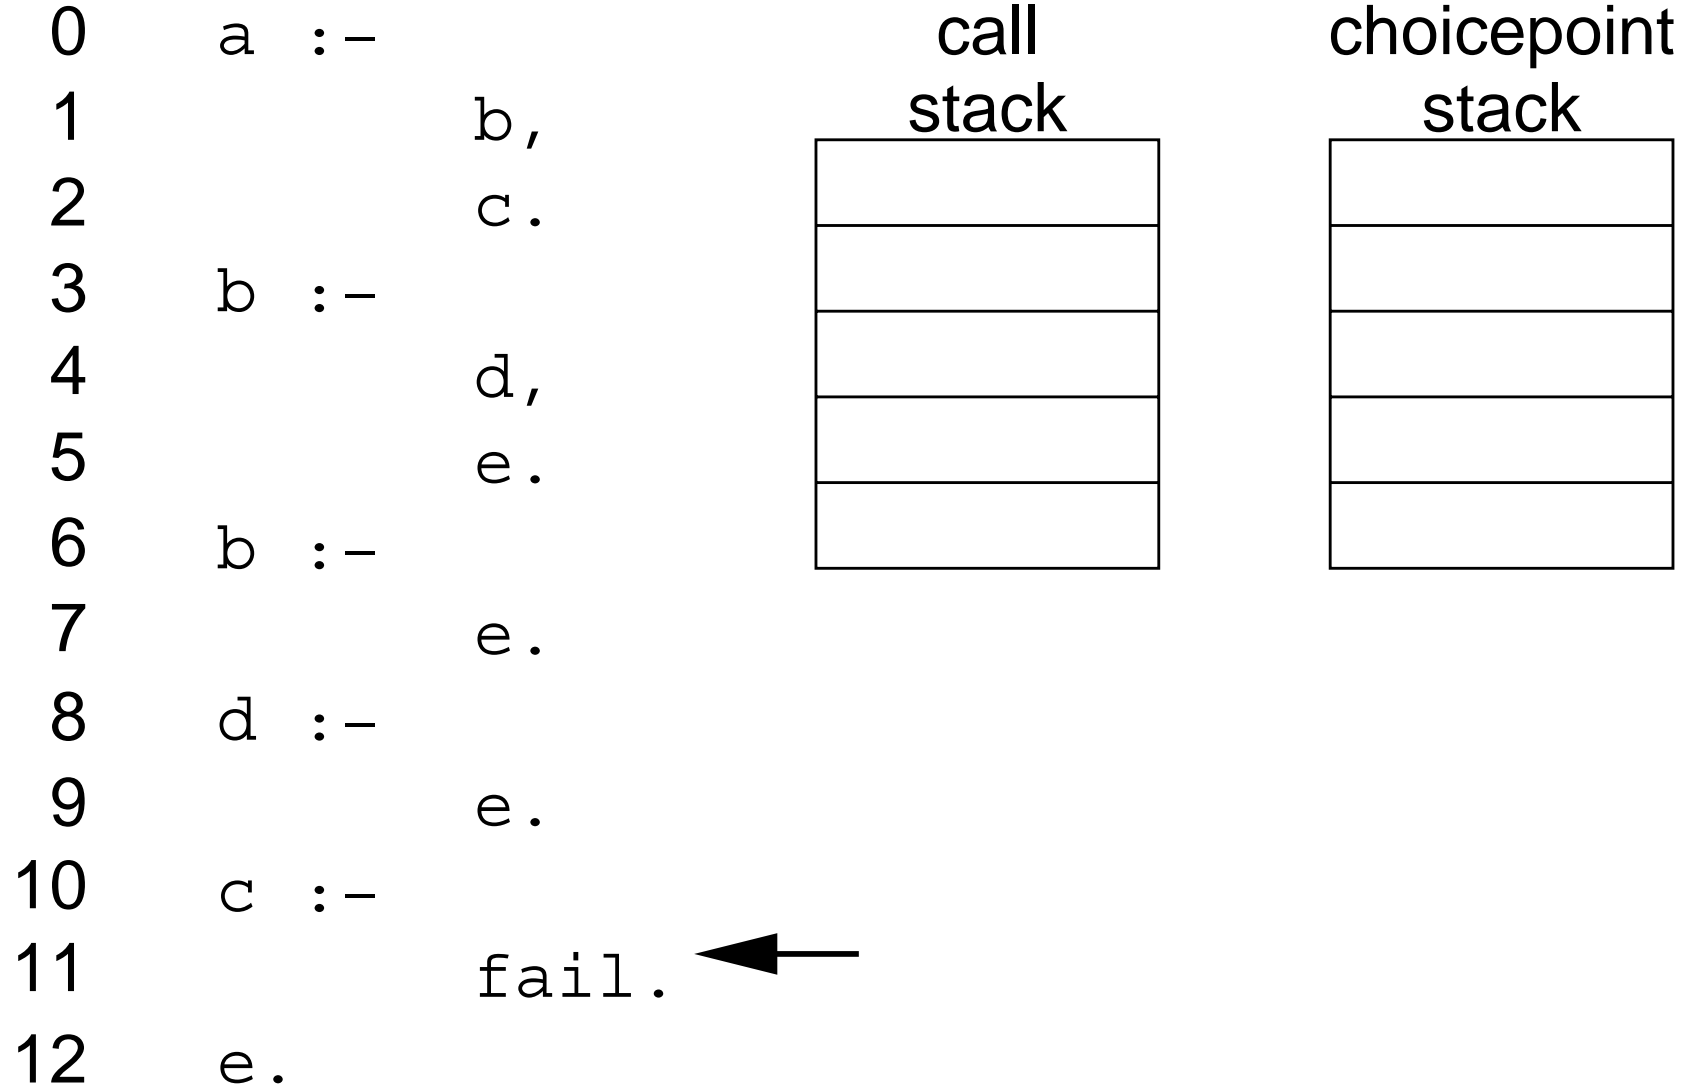 0 a :-
1 b,
2 c.
3 b :-
4 d,
5 e.
6 b :-
7 e.
8 d :-
9 e.
10 c :-
11 fail.
12 e.
call
stack
choicepoint
stack